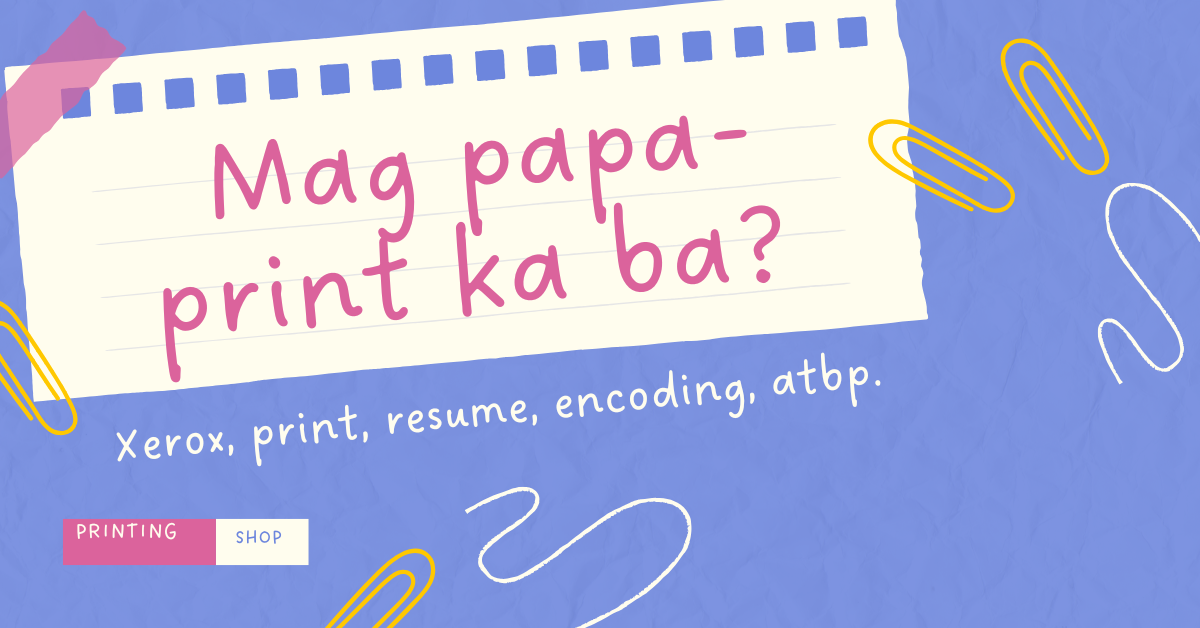 Mag papa-
print ka ba?
Xerox, print, resume, encoding, atbp.
PRINTING SHOP